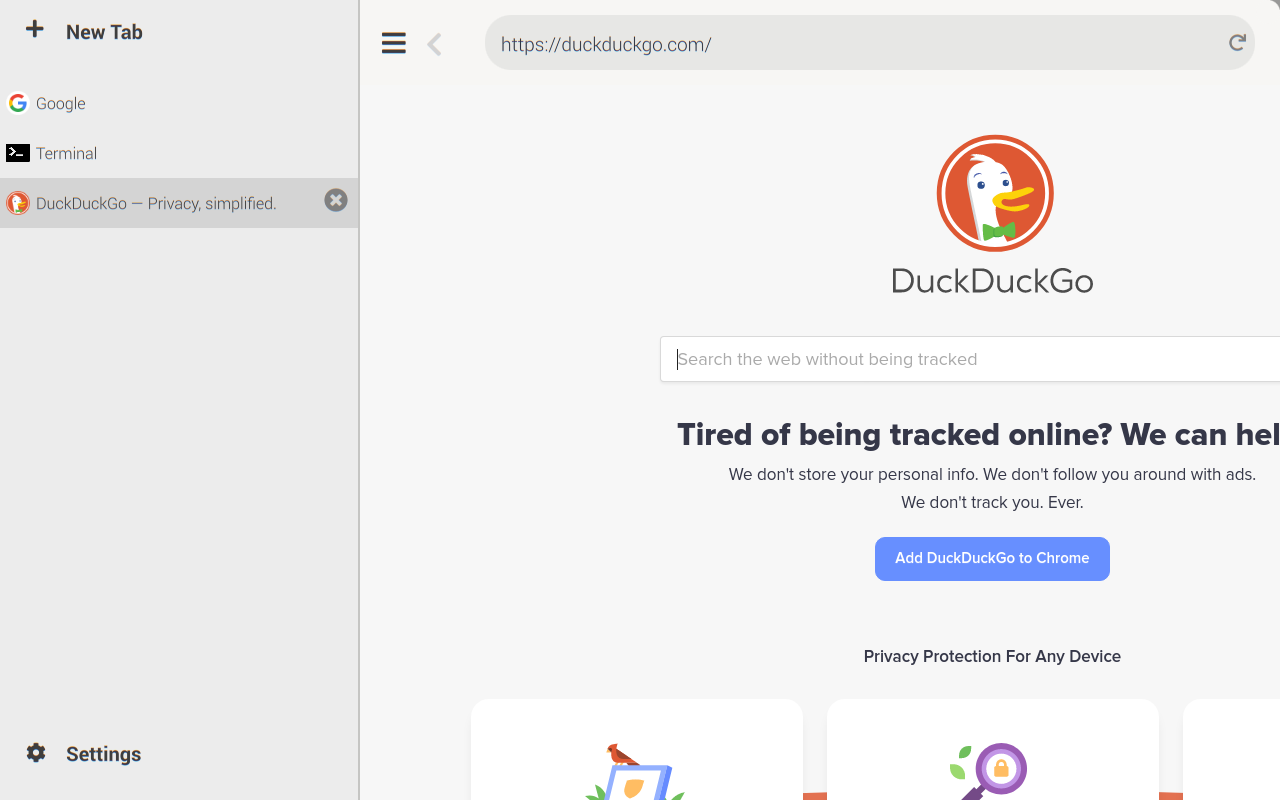 New Tab
Google
Terminal
DuckDuckGo — Privacy, simplified.
Settings
https://duckduckgo.com/
DuckDuckGo
Search the web without being tracked
Tired of being tracked online? We can hel
We don't store your personal info. We don't follow you around with ads.
We don't track you. Ever.
Add DuckDuckGo to Chrome
Privacy Protection For Any Device